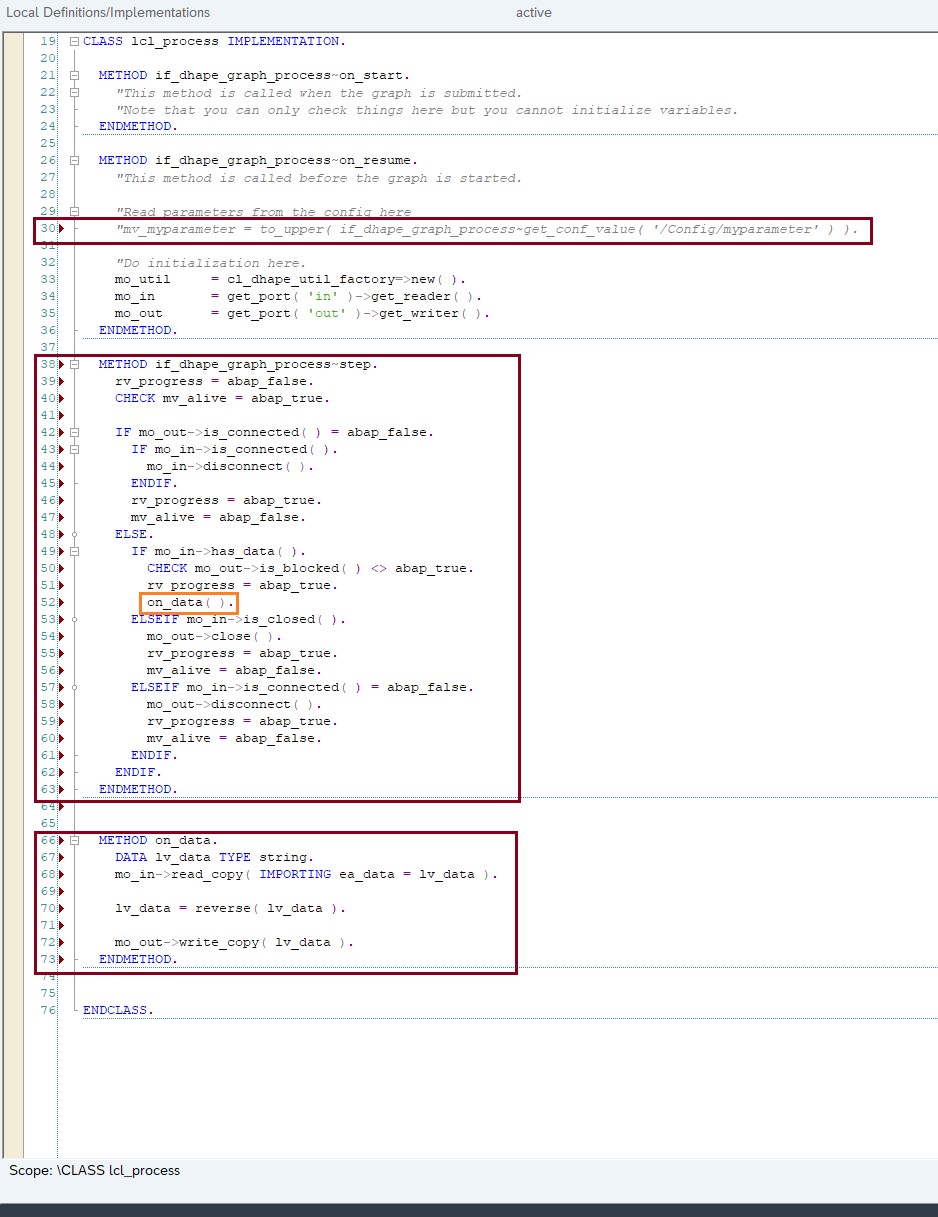 Local Definitions/Implementations active
19 CLASS lcl_process IMPLEMENTATION.
20
21 METHOD if_dhape_graph_process~on_start.
22 "This method is called when the graph is submitted.
23 "Note that you can only check things here but you cannot initialize variables.
24 ENDMETHOD.
25
26 METHOD if_dhape_graph_process~on_resume.
27 "This method is called before the graph is started.
28
29 "Read parameters from the config here
30 "mv_myparameter = to_upper( if_dhape_graph_process~get_conf_value( '/Config/myparameter' ) ).
31
32 "Do initialization here.
33 mo_util = cl_dhape_util_factory=>new( ).
34 mo_in = get_port( 'in' )->get_reader( ).
35 mo_out = get_port( 'out' )->get_writer( ).
36 ENDMETHOD.
37
38 METHOD if_dhape_graph_process~step.
39 rv_progress = abap_false.
40 CHECK mv_alive = abap_true.
41
42 IF mo_out->is_connected( ) = abap_false.
43 IF mo_in->is_connected( ).
44 mo_in->disconnect( ).
45 ENDIF.
46 rv_progress = abap_true.
47 mv_alive = abap_false.
48 ELSE.
49 IF mo_in->has_data( ).
50 CHECK mo_out->is_blocked( ) <> abap_true.
51 rv_progress = abap_true.
52 on_data( ).
53 ELSEIF mo_in->is_closed( ).
54 mo_out->close( ).
55 rv_progress = abap_true.
56 mv_alive = abap_false.
57 ELSEIF mo_in->is_connected( ) = abap_false.
58 mo_out->disconnect( ).
59 rv_progress = abap_true.
60 mv_alive = abap_false.
61 ENDIF.
62 ENDIF.
63 ENDMETHOD.
64
65
66 METHOD on_data.
67 DATA lv_data TYPE string.
68 mo_in->read_copy( IMPORTING ea_data = lv_data ).
69
70 lv_data = reverse( lv_data ).
71
72 mo_out->write_copy( lv_data ).
73 ENDMETHOD.
74
75
76 ENDCLASS.
Scope: \CLASS lcl_process